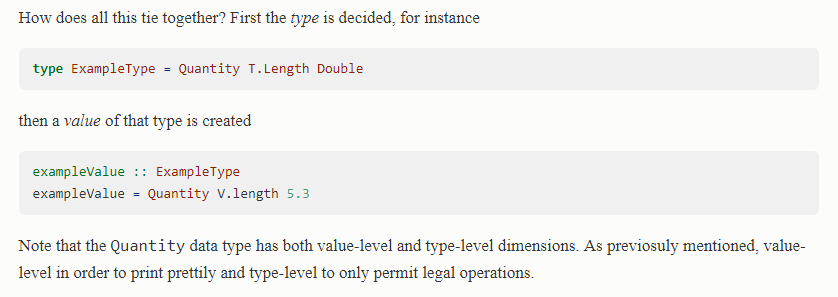 How does all this tie together? First the type is decided, for instance
type ExampleType = Quantity T.Length Double
then a value of that type is created
exampleValue :: ExampleType
exampleValue = Quantity V.length 5.3
Note that the Quantity data type has both value-level and type-level dimensions. As previosuly mentioned, value-
level in order to print prettily and type-level to only permit legal operations.